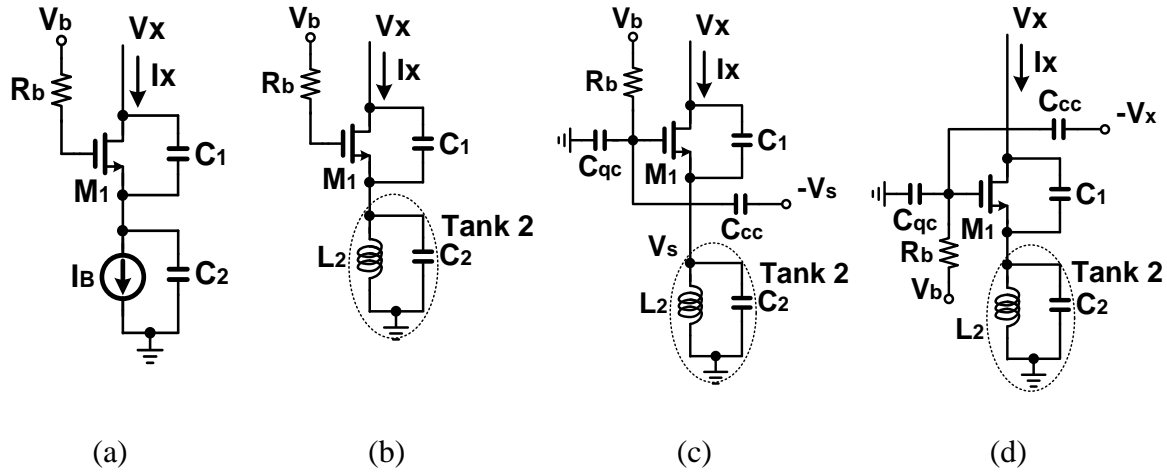 Vb
Vx
Ix
Rb
M1
C1
IB
C2
(a)
Vb
Vx
Ix
Rb
M1
C1
Tank 2
L2
C2
(b)
Vb
Vx
Ix
Rb
Cqc
M1
C1
-Vs
Ccc
Vs
Tank 2
L2
C2
(c)
Vx
Ix
Ccc
-Vx
Cqc
M1
C1
Rb
Vb
Tank 2
L2
C2
(d)